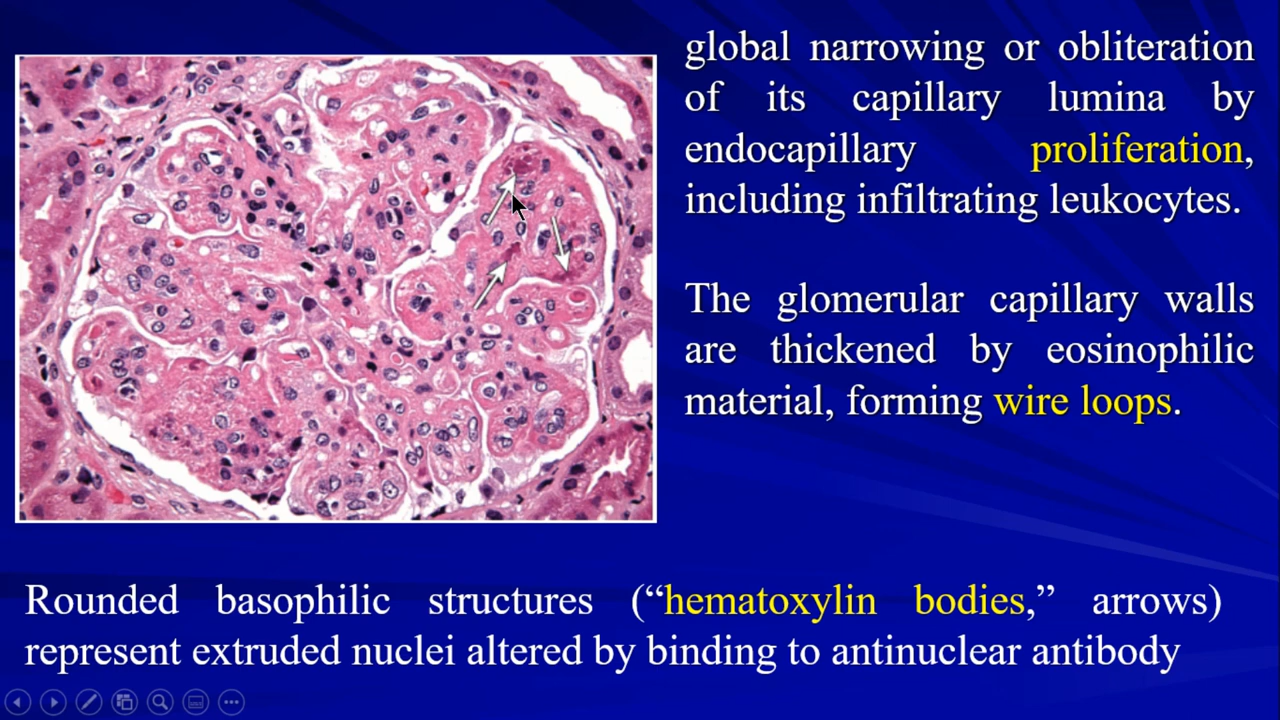 global narrowing or obliteration
of its capillary lumina by
endocapillary proliferation,
including infiltrating leukocytes.
The glomerular capillary walls
are thickened by eosinophilic
material, forming wire loops.
Rounded basophilic structures (“hematoxylin bodies,” arrows)
represent extruded nuclei altered by binding to antinuclear antibody